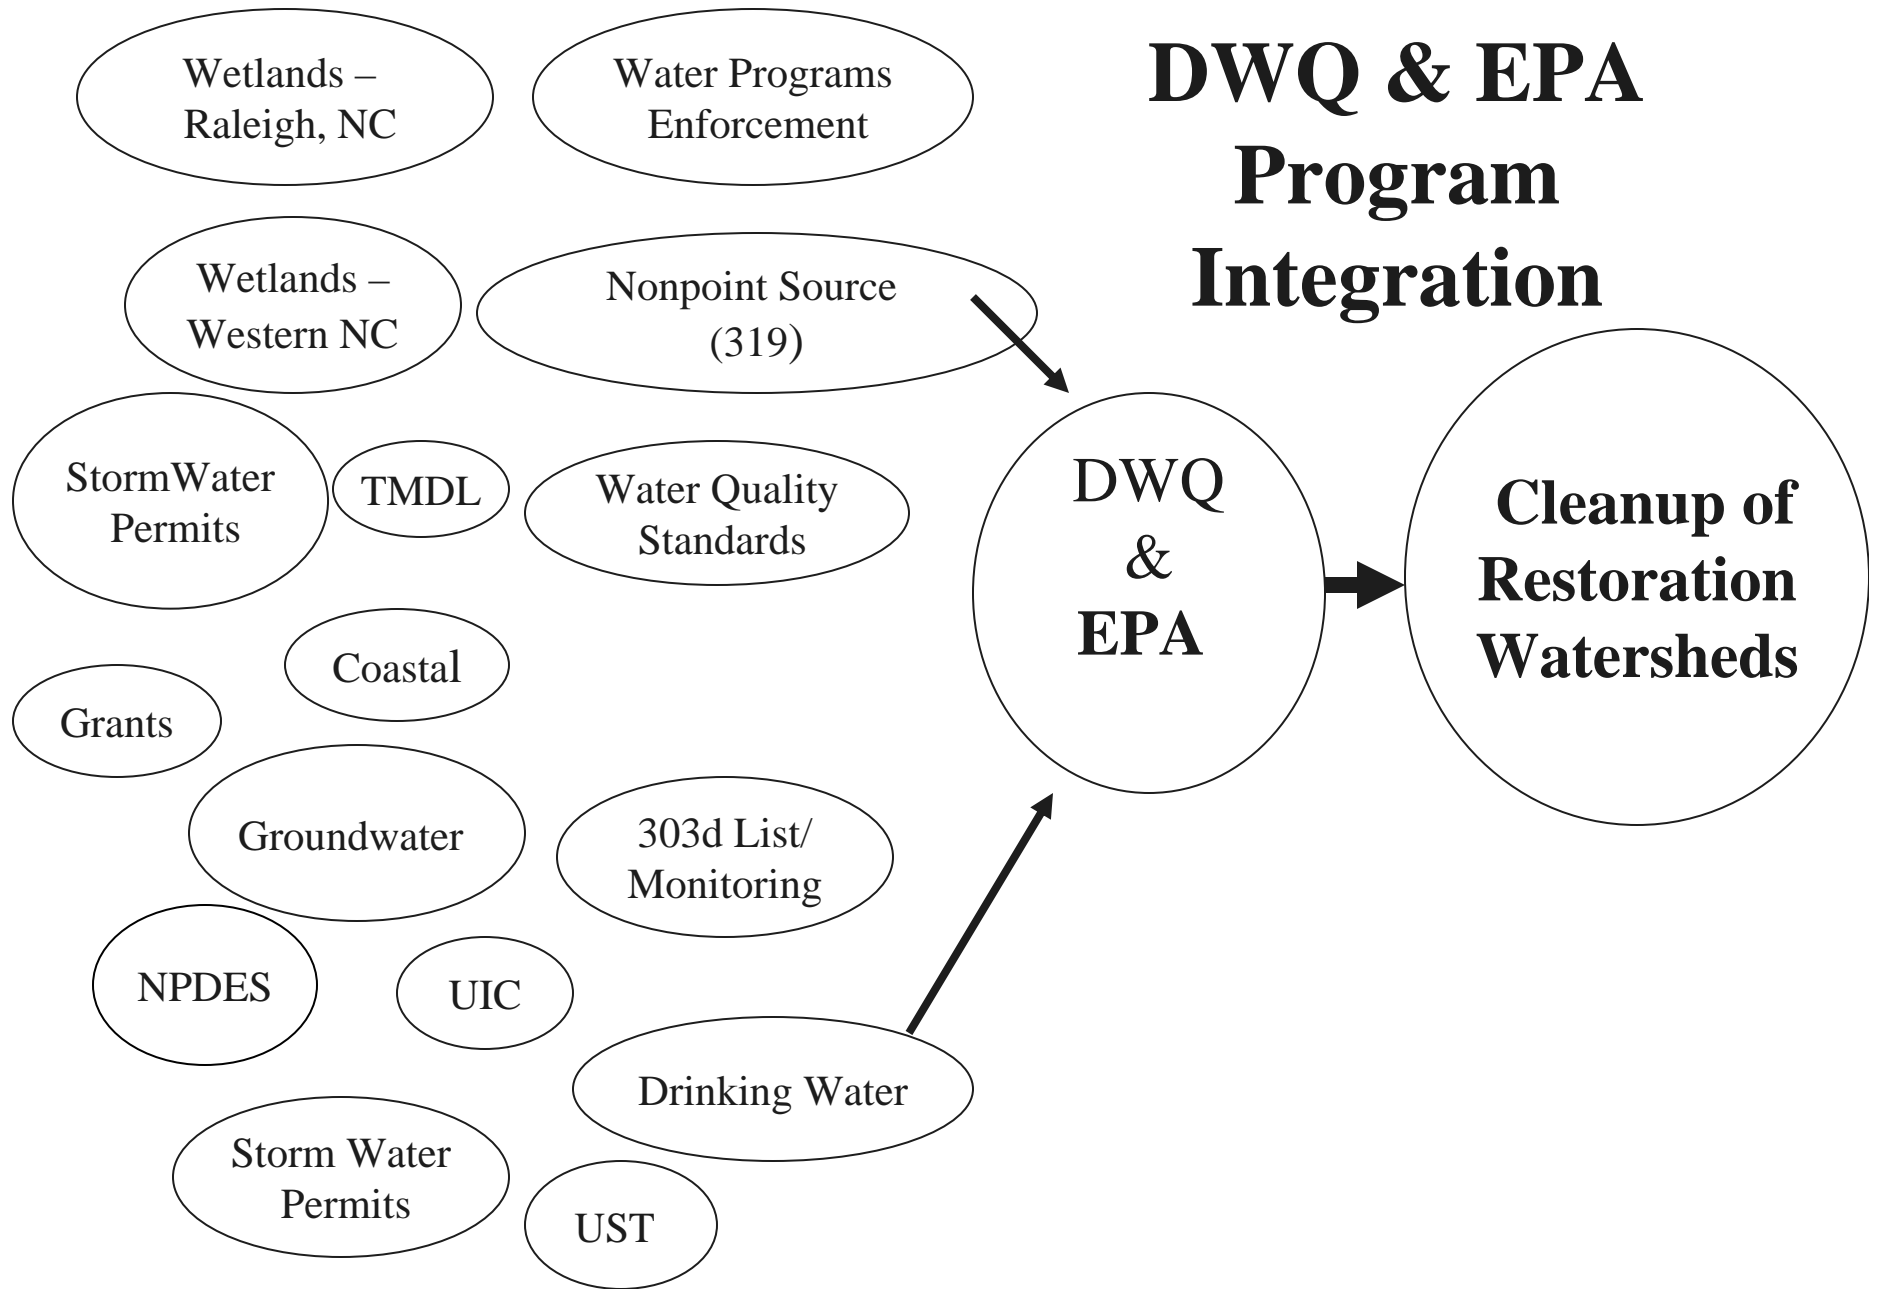 DWQ & EPA
Program
Integration
Wetlands –
Raleigh, NC
Water Programs
Enforcement
Wetlands –
Western NC
Nonpoint Source
(319)
StormWater
Permits
TMDL
Water Quality
Standards
Coastal
Grants
Groundwater
303d List/
Monitoring
NPDES
UIC
Drinking Water
Storm Water
Permits
UST
DWQ
&
EPA
Cleanup of
Restoration
Watersheds